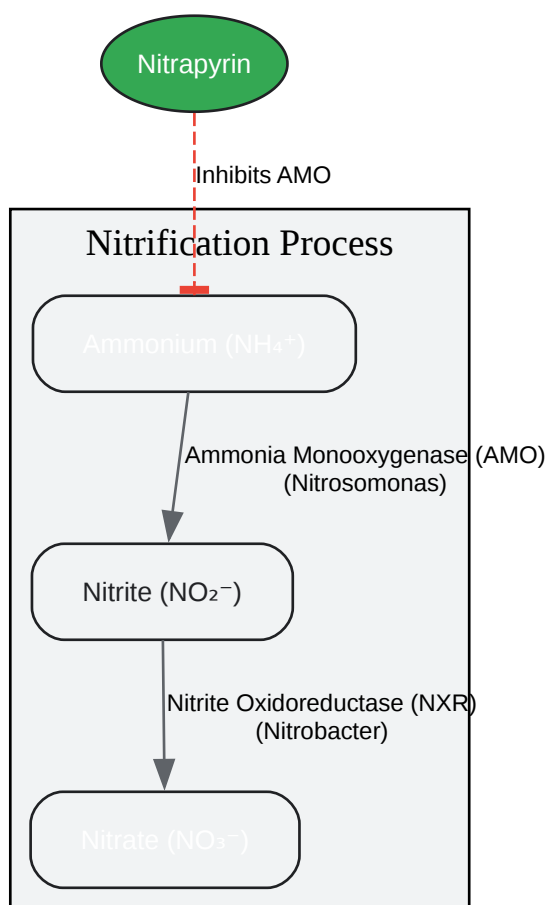 Nitrapyrin
Inhibits AMO
Nitrification Process
Ammonium (NH₄⁺)
Ammonia Monooxygenase (AMO)
(Nitrosomonas)
Nitrite (NO₂⁻)
Nitrite Oxidoreductase (NXR)
(Nitrobacter)
Nitrate (NO₃⁻)